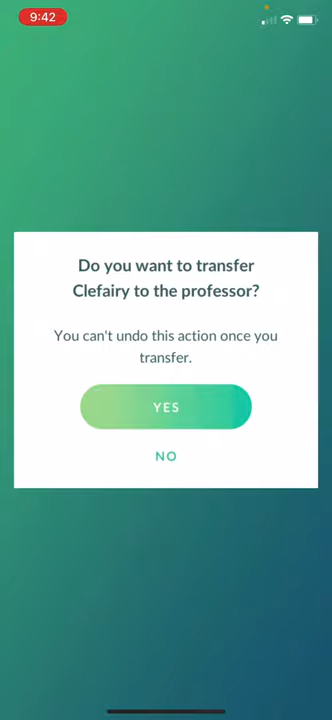 9:42
Do you want to transfer
Clefairy to the professor?
You can't undo this action once you
transfer.
YES
NO